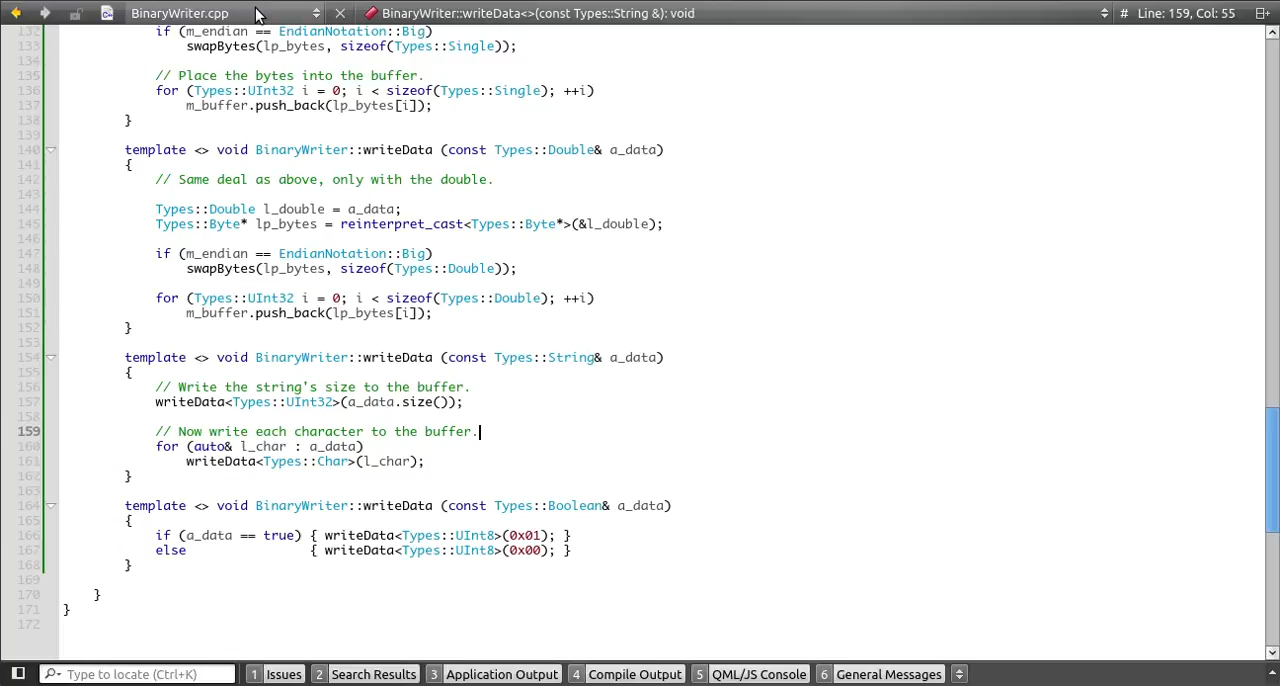 BinaryWriter.cpp BinaryWriter::writeData<>(const Types::String &): void # Line: 159, Col: 55
132 if (m_endian == EndianNotation::Big)
133 swapBytes(lp_bytes, sizeof(Types::Single));
134
135 // Place the bytes into the buffer.
136 for (Types::UInt32 i = 0; i < sizeof(Types::Single); ++i)
137 m_buffer.push_back(lp_bytes[i]);
138 }
139
140 template <> void BinaryWriter::writeData (const Types::Double& a_data)
141 {
142 // Same deal as above, only with the double.
143
144 Types::Double l_double = a_data;
145 Types::Byte* lp_bytes = reinterpret_cast<Types::Byte*>(&l_double);
146
147 if (m_endian == EndianNotation::Big)
148 swapBytes(lp_bytes, sizeof(Types::Double));
149
150 for (Types::UInt32 i = 0; i < sizeof(Types::Double); ++i)
151 m_buffer.push_back(lp_bytes[i]);
152 }
153
154 template <> void BinaryWriter::writeData (const Types::String& a_data)
155 {
156 // Write the string's size to the buffer.
157 writeData<Types::UInt32>(a_data.size());
158
159 // Now write each character to the buffer.
160 for (auto& l_char : a_data)
161 writeData<Types::Char>(l_char);
162 }
163
164 template <> void BinaryWriter::writeData (const Types::Boolean& a_data)
165 {
166 if (a_data == true) { writeData<Types::UInt8>(0x01); }
167 else { writeData<Types::UInt8>(0x00); }
168 }
169
170 }
171 }
172
Type to locate (Ctrl+K) 1 Issues 2 Search Results 3 Application Output 4 Compile Output 5 QML/JS Console 6 General Messages